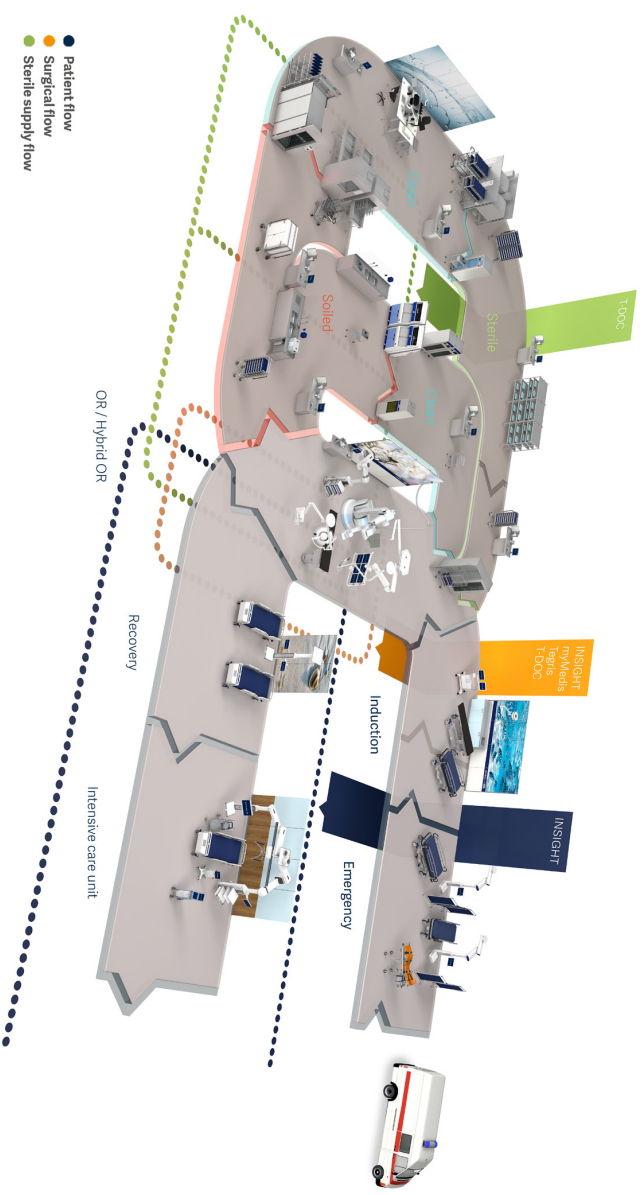 Patient flow
Surgical flow
Sterile supply flow
T-DOC
Clean
Sterile
Soiled
Clean
OR / Hybrid OR
INSIGHT
myMedis
Tegris
T-DOC
Recovery
Induction
INSIGHT
Intensive care unit
Emergency